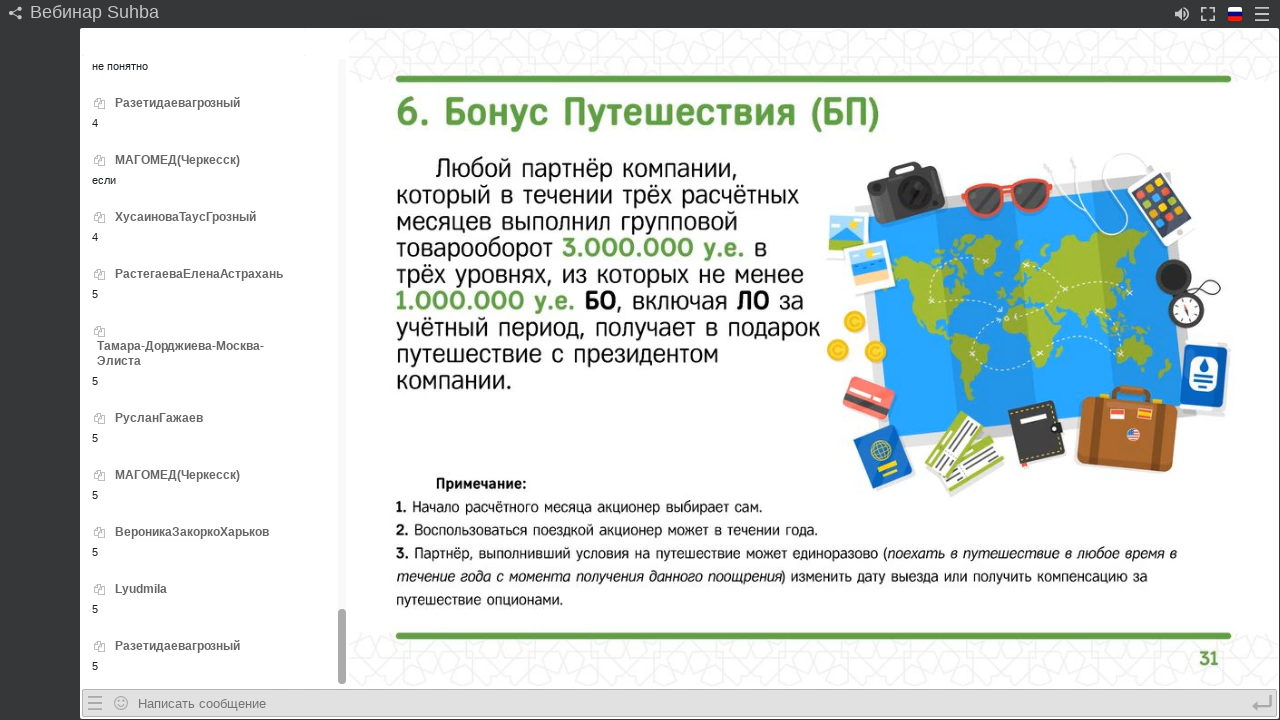 Вебинар Suhba
не понятно
Разетидаевагрозный
4
МАГОМЕД(Черкесск)
если
ХусаиноваТаусГрозный
4
РастегаеваЕленаАстрахань
5
Тамара-Дорджиева-Москва-
Элиста
5
РусланГажаев
5
МАГОМЕД(Черкесск)
5
ВероникаЗакоркоХарьков
5
Lyudmila
5
Разетидаевагрозный
5
Написать сообщение
6. Бонус Путешествия (БП)
Любой партнёр компании,
который в течении трёх расчётных
месяцев выполнил групповой
товарооборот 3.000.000 у.е. в
трёх уровнях, из которых не менее
1.000.000 у.е. БО, включая ЛО за
учётный период, получает в подарок
путешествие с президентом
компании.
Примечание:
1. Начало расчётного месяца акционер выбирает сам.
2. Воспользоваться поездкой акционер может в течении года.
3. Партнёр, выполнивший условия на путешествие может единоразово (поехать в путешествие в любое время в
течение года с момента получения данного поощрения) изменить дату выезда или получить компенсацию за
путешествие опционами.
31